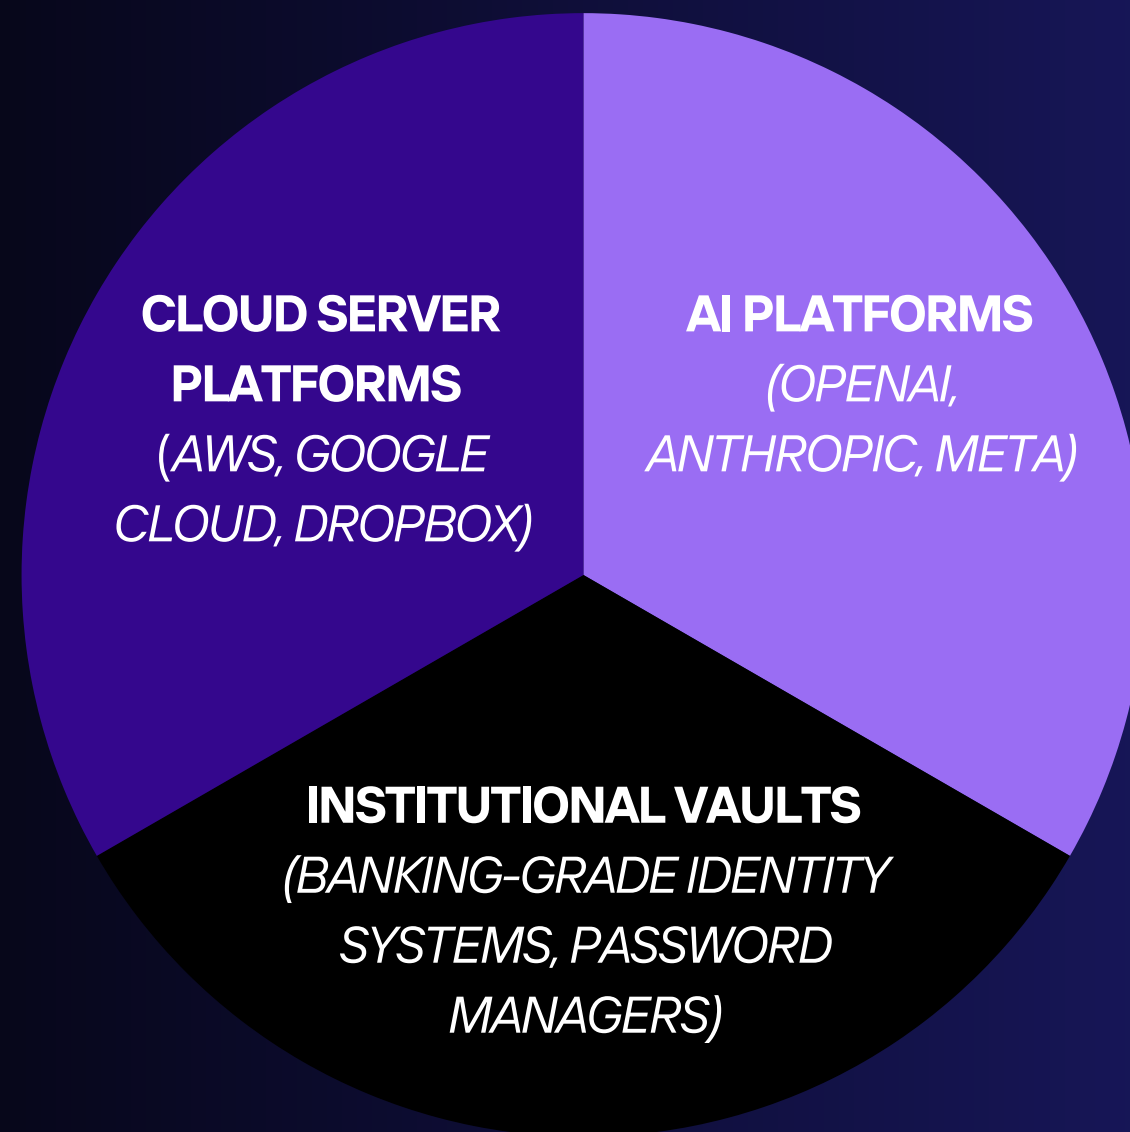 CLOUD SERVER
PLATFORMS
(AWS, GOOGLE
CLOUD, DROPBOX)
AI PLATFORMS
(OPENAI,
ANTHROPIC, META)
INSTITUTIONAL VAULTS
(BANKING-GRADE IDENTITY
SYSTEMS, PASSWORD
MANAGERS)